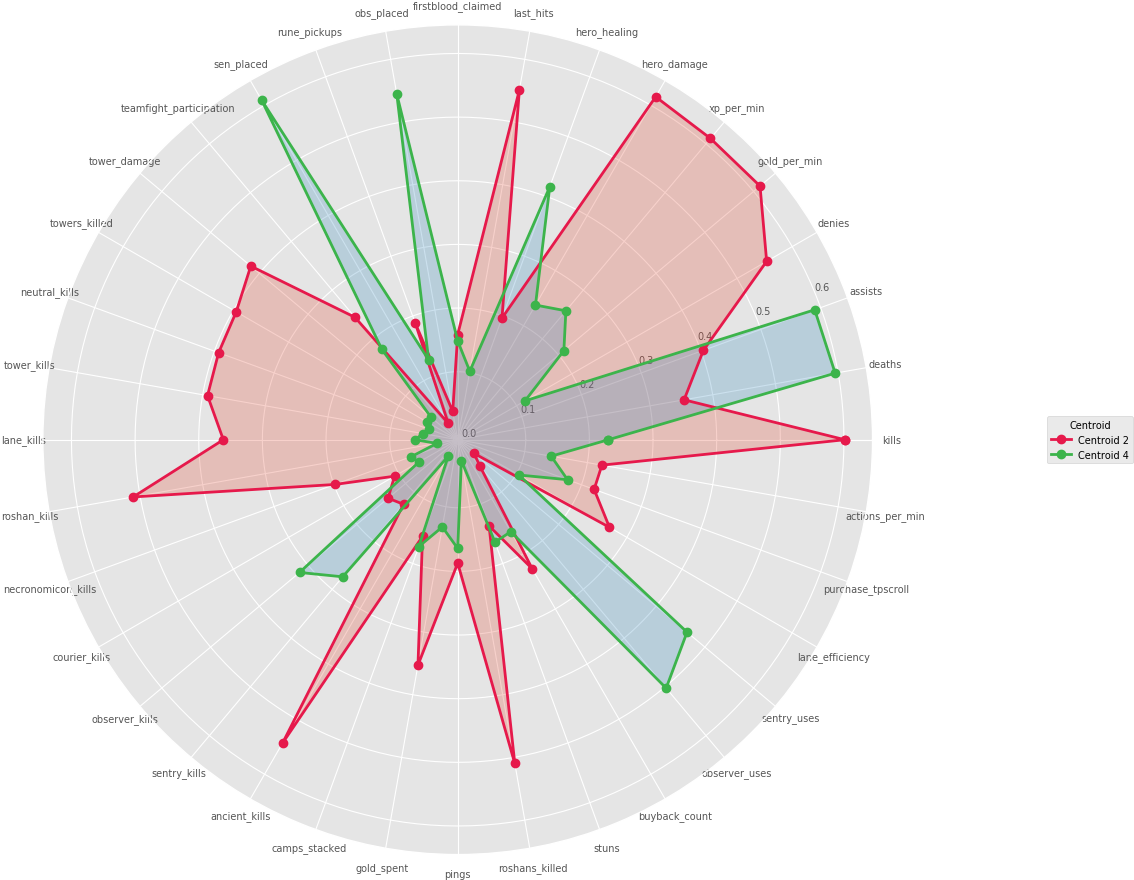 firstblood_claimed
obs_placed
last_hits
rune_pickups
hero_healing
sen_placed
hero_damage
teamfight_participation
xp_per_min
tower_damage
gold_per_min
towers_killed
denies
neutral_kills
assists
0.6
0.5
0.4
0.3
0.2
0.1
0.0
tower_kills
deaths
lane_kills
kills
Centroid
Centroid 2
Centroid 4
roshan_kills
actions_per_min
necronomicon_kills
purchase_tpscroll
courier_kills
lane_efficiency
observer_kills
sentry_uses
sentry_kills
observer_uses
ancient_kills
buyback_count
camps_stacked
stuns
gold_spent
roshans_killed
pings